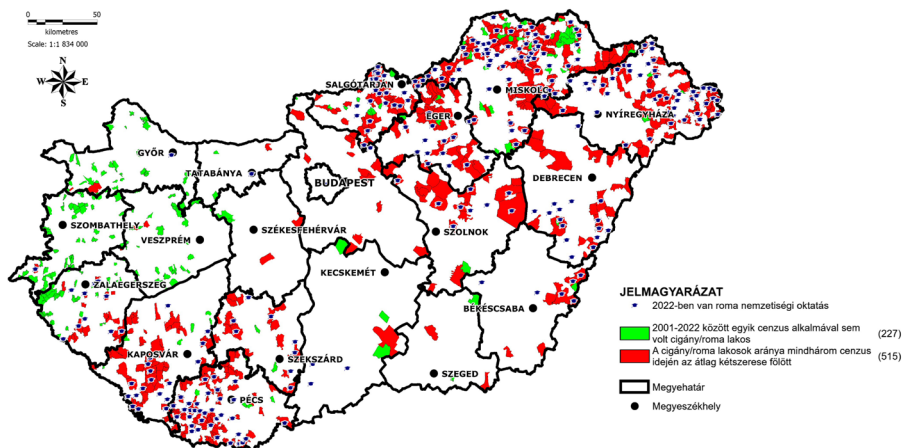 0 50
kilometres
Scale: 1:1 834 000
N
W E
S
SALGÓTARJÁN
MISKOLC
NYÍREGYHÁZA
EGER
GYŐR
TATABÁNYA
BUDAPEST
DEBRECEN
SZOMBATHELY
VESZPRÉM
SZÉKESFEHÉRVÁR
SZOLNOK
KECSKEMÉT
ZALAEGERSZEG
BÉKÉSCSABA
KAPOSVÁR
SZEKSZÁRD
SZEGED
PÉCS
JELMAGYARÁZAT
2022-ben van roma nemzetiségi oktatás
2001-2022 között egyik cenzus alkalmával sem (227)
volt cigány/roma lakos
A cigány/roma lakosok aránya mindhárom cenzus (515)
idején az átlag kétszerese fölött
Megyehatár
Megyeszékhely